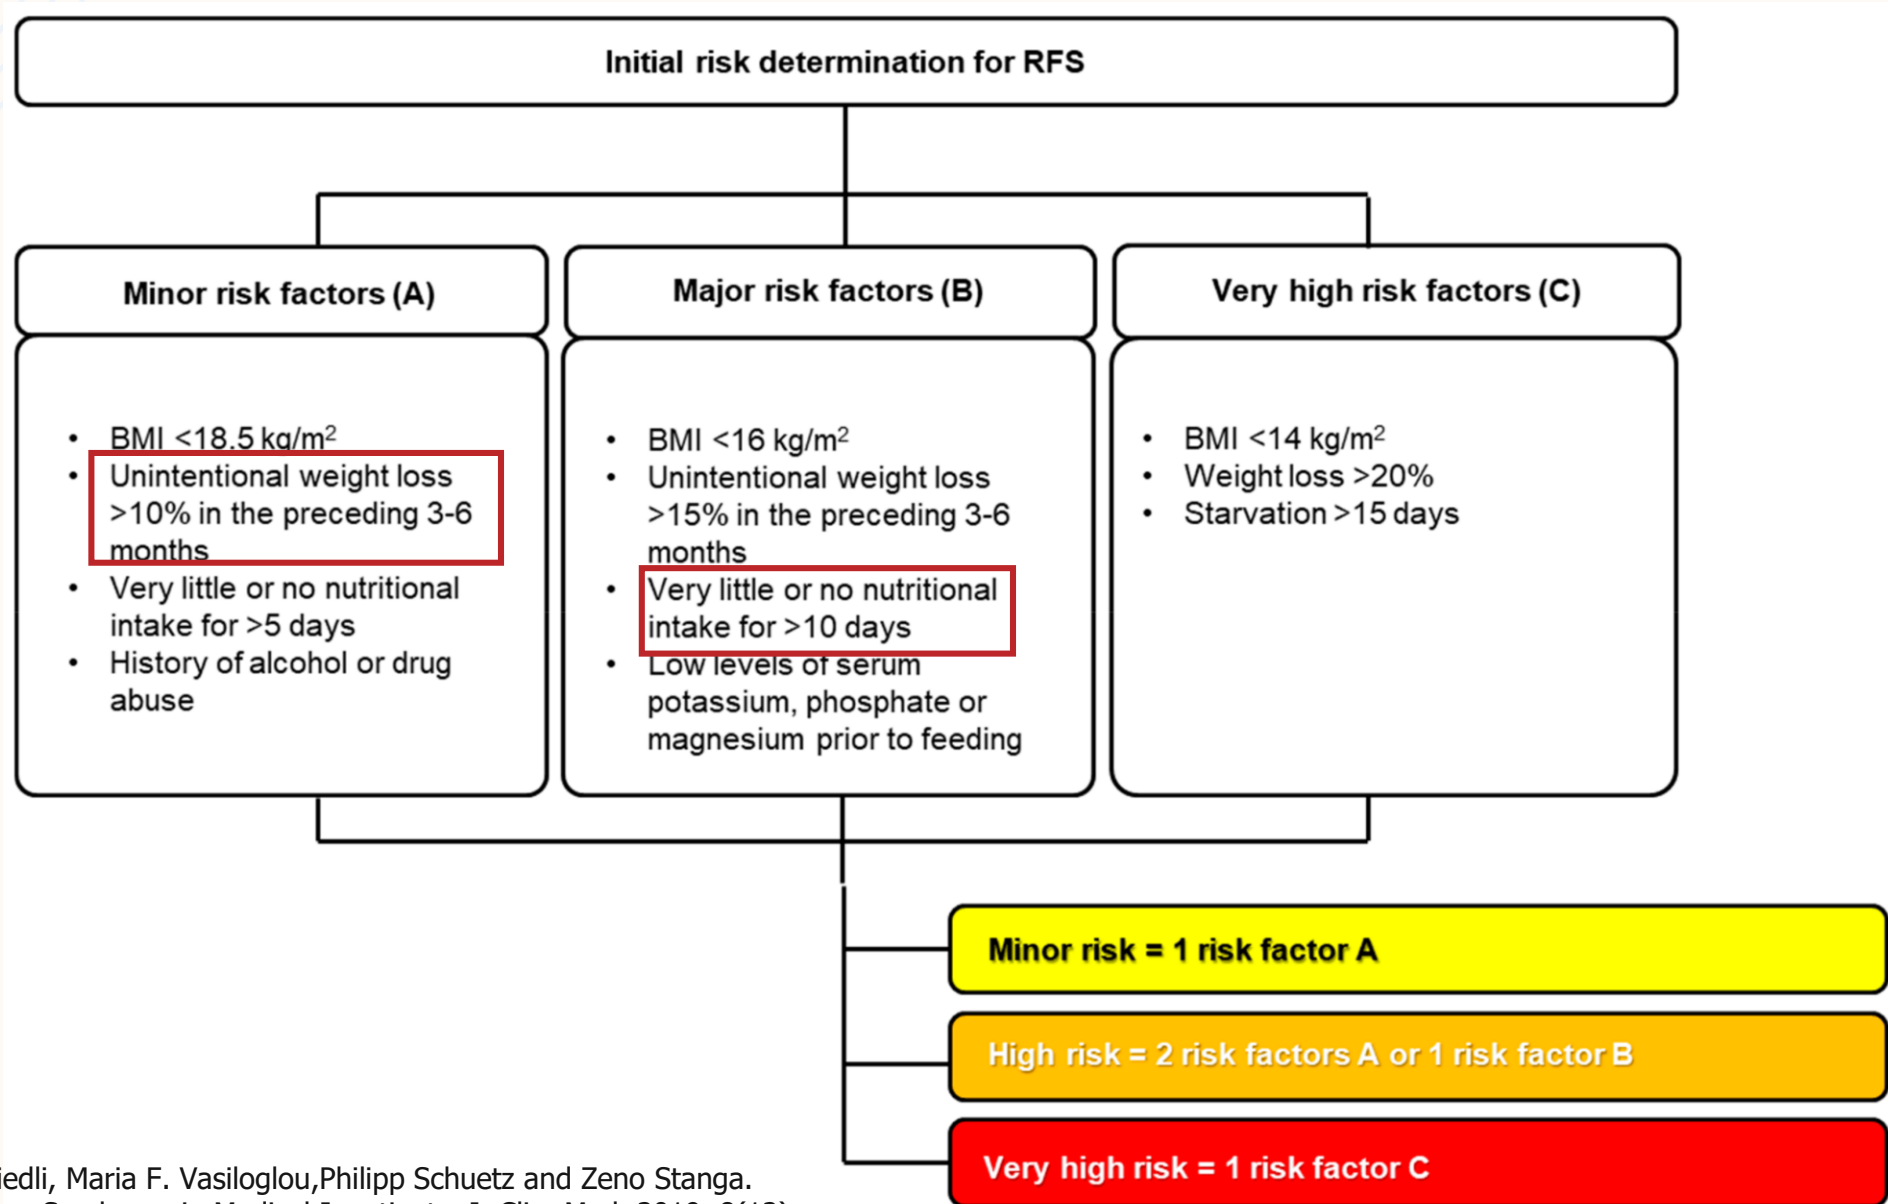 Initial risk determination for RFS
Minor risk factors (A)
• BMI <18.5 kg/m²
• Unintentional weight loss
>10% in the preceding 3-6
months
• Very little or no nutritional
intake for >5 days
• History of alcohol or drug
abuse
Major risk factors (B)
• BMI <16 kg/m²
• Unintentional weight loss
>15% in the preceding 3-6
months
• Very little or no nutritional
intake for >10 days
• Low levels of serum
potassium, phosphate or
magnesium prior to feeding
Very high risk factors (C)
• BMI <14 kg/m²
• Weight loss >20%
• Starvation >15 days
Minor risk = 1 risk factor A
High risk = 2 risk factors A or 1 risk factor B
Very high risk = 1 risk factor C
iedli, Maria F. Vasiloglou,Philipp Schuetz and Zeno Stanga.